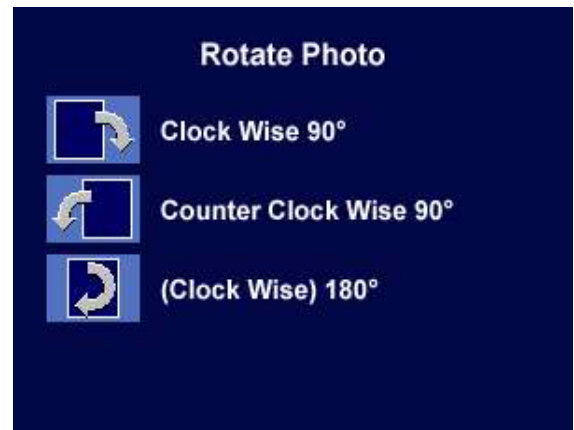 Rotate Photo
Clock Wise 90°
Counter Clock Wise 90°
(Clock Wise) 180°